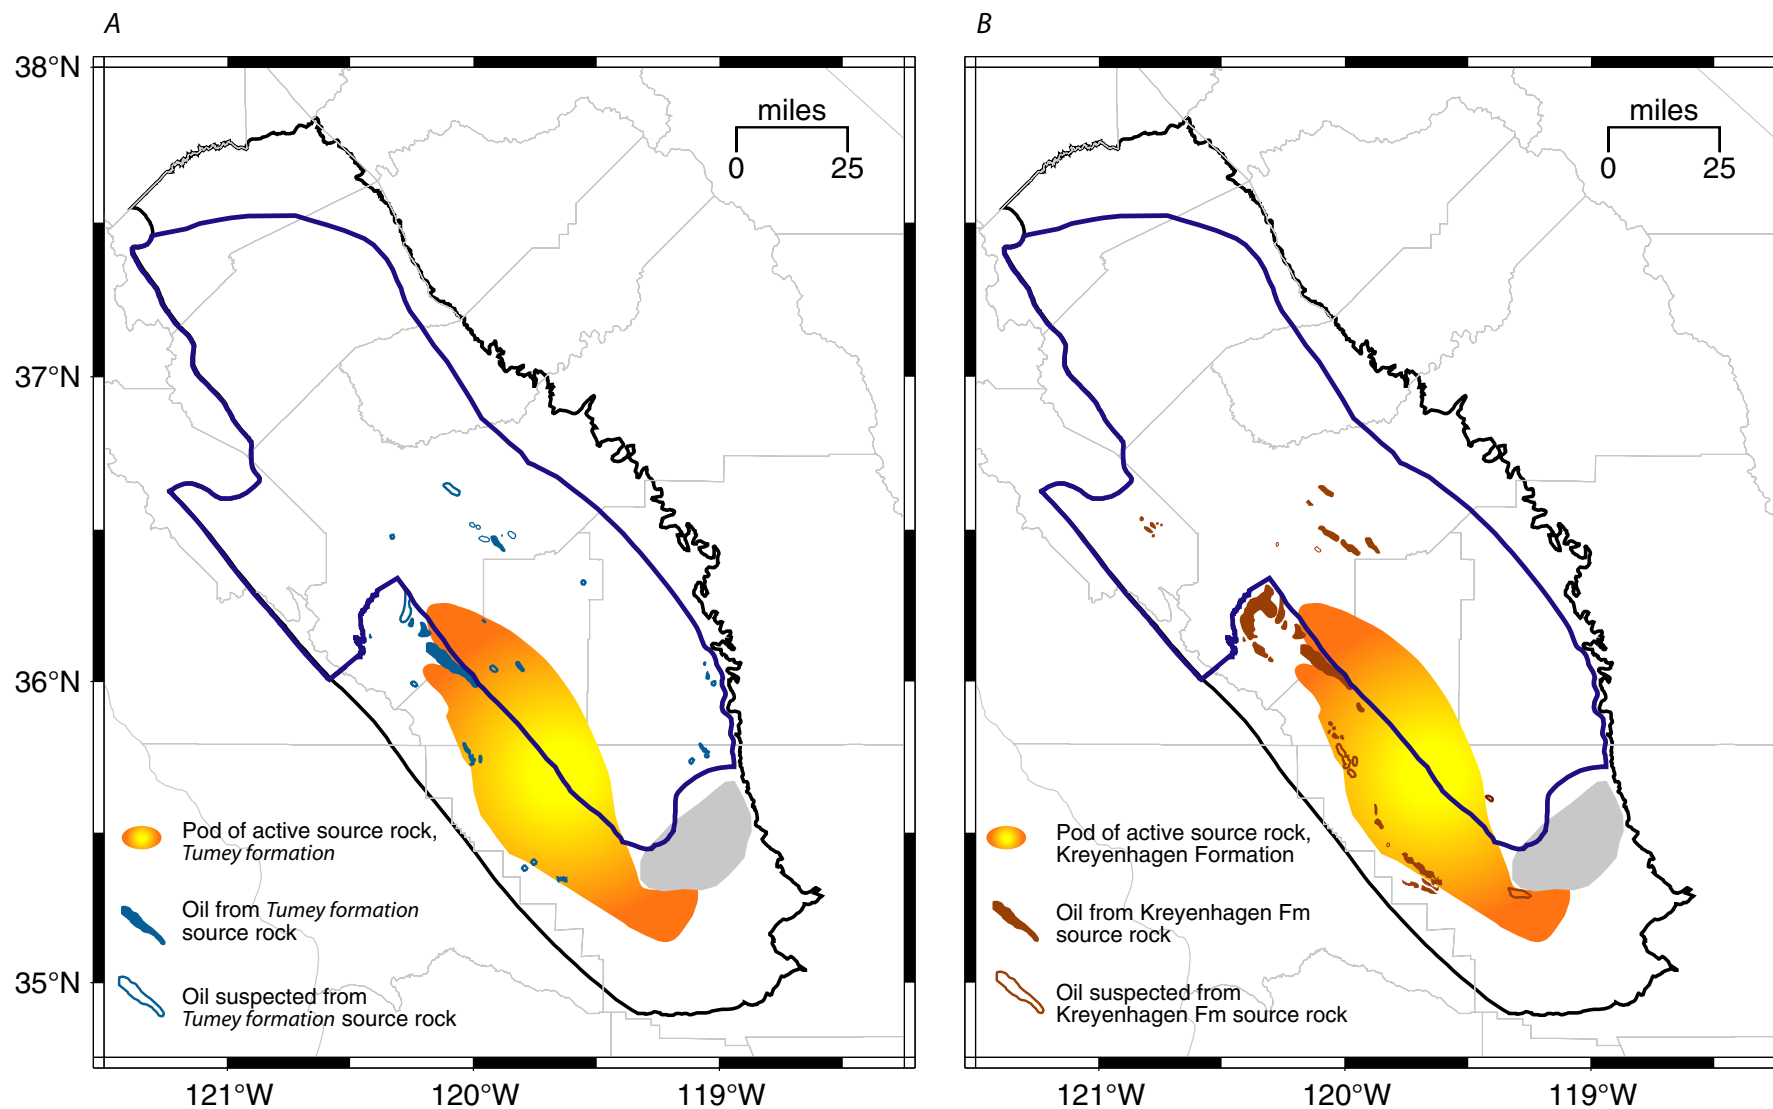 A
B
38°N
37°N
36°N
35°N
miles
0 25
Pod of active source rock,
Tumey formation
Oil from Tumey formation
source rock
Oil suspected from
Tumey formation source rock
121°W 120°W 119°W
miles
0 25
Pod of active source rock,
Kreyenhagen Formation
Oil from Kreyenhagen Fm
source rock
Oil suspected from
Kreyenhagen Fm source rock
121°W 120°W 119°W